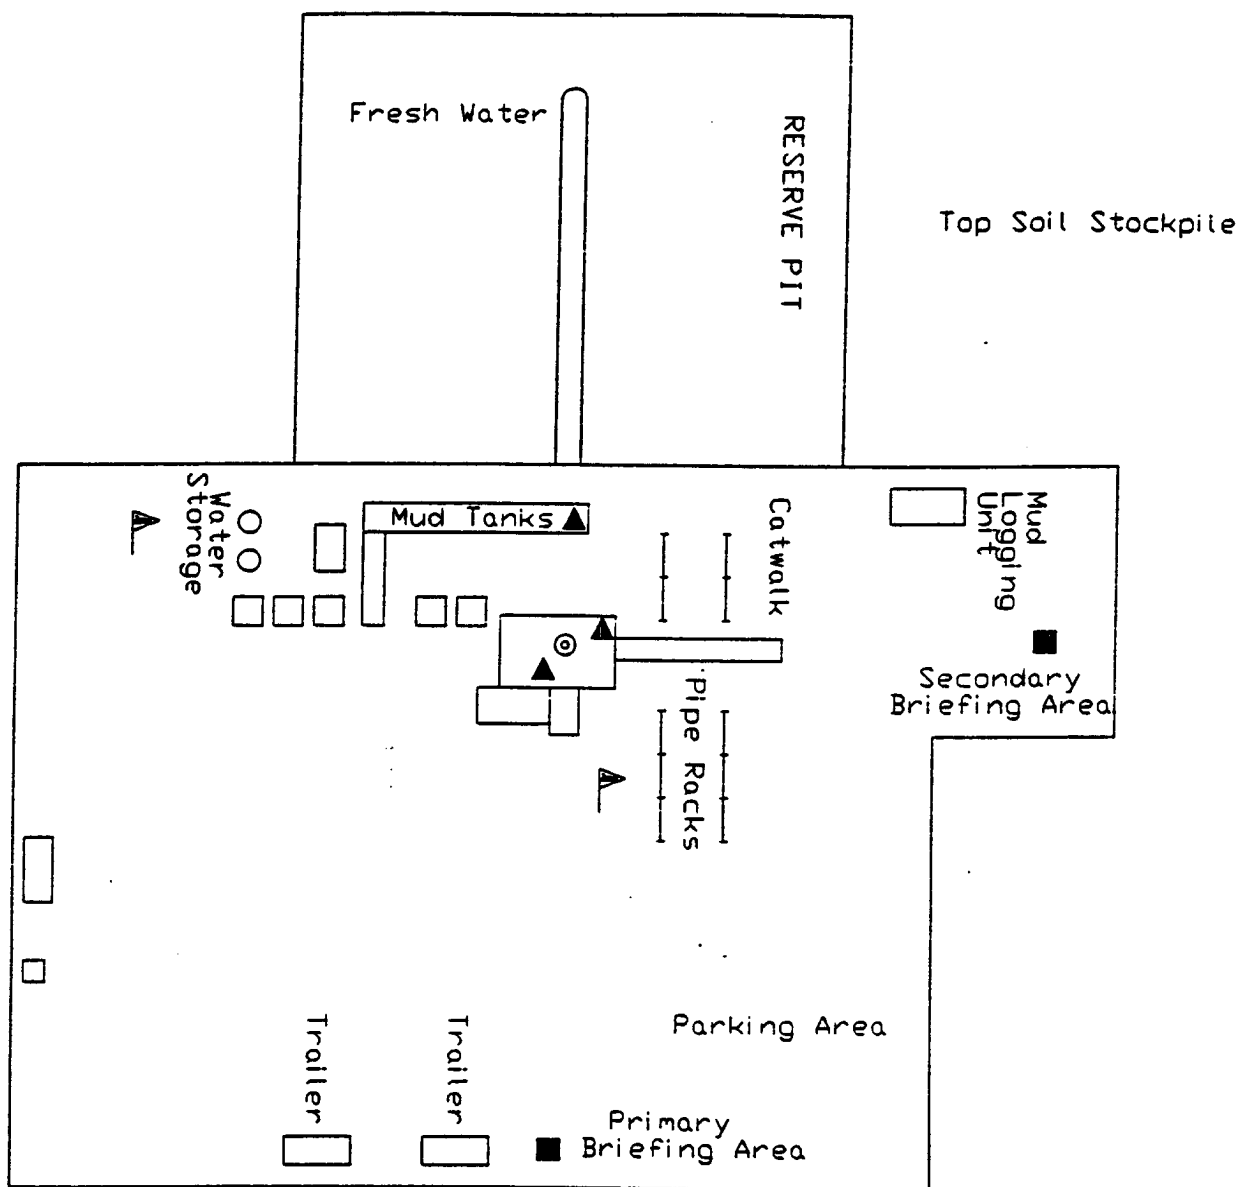 Fresh Water
RESERVE PIT
Top Soil Stockpile
Water
Storage
Mud Tanks
Catwalk
Mud
Logging
Unit
Secondary
Briefing Area
Pipe Racks
Parking Area
Trailer
Trailer
Primary
Briefing Area